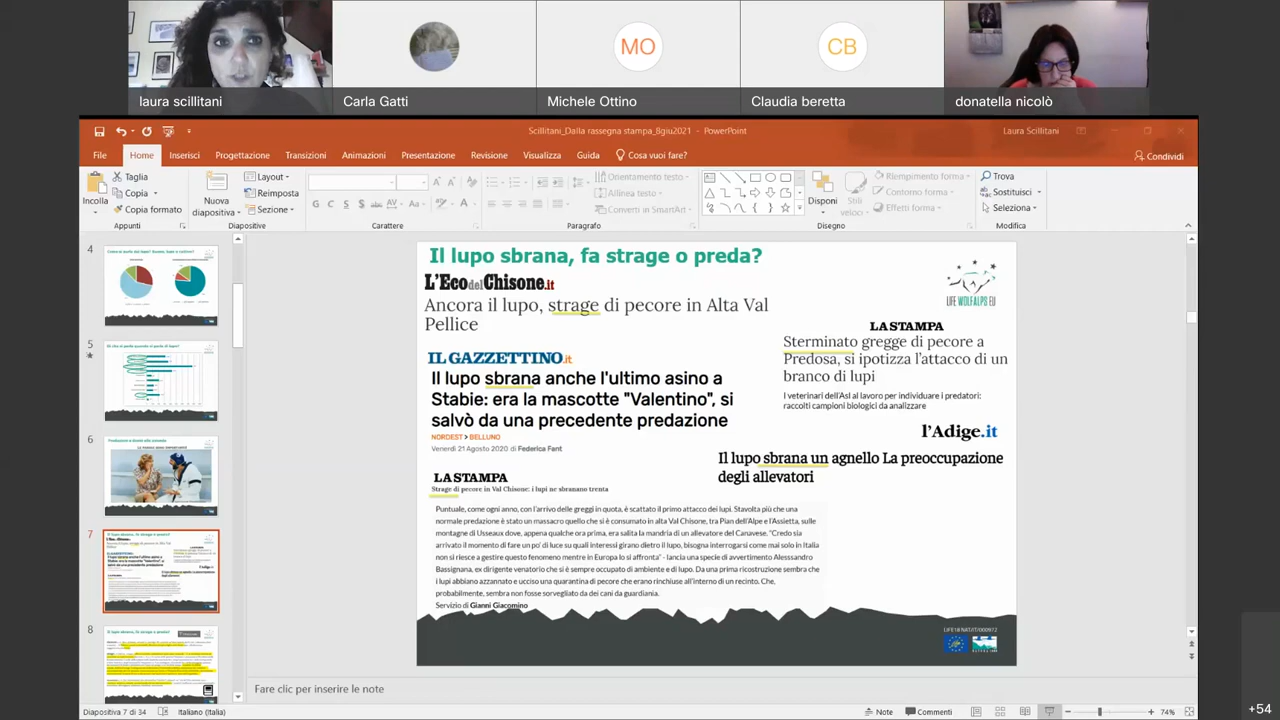 MO
CB
laura scillitani
Carla Gatti
Michele Ottino
Claudia beretta
donatella nicolò
Scillitani_Dalla rassegna stampa_8giu2021 - PowerPoint
Laura Scillitani
File
Home
Inserisci
Progettazione
Transizioni
Animazioni
Presentazione
Revisione
Visualizza
Guida
Cosa vuoi fare?
Condividi
Incolla
Taglia
Copia
Copia formato
Appunti
Nuova
diapositiva
Layout
Reimposta
Sezione
Diapositive
Carattere
Orientamento testo
Allinea testo
Converti in SmartArt
Paragrafo
Disponi
Stili
veloci
Riempimento forma
Contorno forma
Effetti forma
Disegno
Trova
Sostituisci
Seleziona
Modifica
4
5
6
7
8
Il lupo sbrana, fa strage o preda?
L'Eco del Chisone.it
Ancora il lupo, strage di pecore in Alta Val
Pellice
LIFE WOLFALPS EU
LA STAMPA
Sterminato gregge di pecore a
Predosa, si ipotizza l'attacco di un
branco di lupi
I veterinari dell'Asl al lavoro per individuare i predatori:
raccolti campioni biologici da analizzare
IL GAZZETTINO.it
Il lupo sbrana anche l'ultimo asino a
Stabie: era la mascotte "Valentino", si
salvò da una precedente predazione
NORDEST > BELLUNO
Venerdì 21 Agosto 2020 di Federica Fant
l'Adige.it
Il lupo sbrana un agnello La preoccupazione
degli allevatori
LA STAMPA
Strage di pecore in Val Chisone: i lupi ne sbranano trenta
Puntuale, come ogni anno, con l'arrivo delle greggi in quota, è scattato il primo attacco dei lupi. Stavolta più che una
normale predazione è stato un massacro quello che si è consumato in alta Val Chisone, tra Pian dell'Alpe e l'Assietta, sulle
montagne di Usseaux dove, appena qualche ora prima, era salita la mandria di un allevatore del Canavese. "Credo sia
arrivato il momento di fare un po' di luce su quali interessi girano dietro il lupo, bisogna interrogarsi come mai solo in Italia
non si riesce a gestire questo fenomeno mentre in Europa si affronta" - lancia una specie di avvertimento Alessandro
Bassignana, ex dirigente venatorio che si è sempre occupato di ambiente e di lupo. Da una prima ricostruzione sembra che
i lupi abbiano azzannato e ucciso una quarantina di pecore che erano rinchiuse all'interno di un recinto. Che,
probabilmente, sembra non fosse sorvegliato da dei cani da guardiania.
Servizio di Gianni Giacomino
LIFE18 NAT/IT/000972
Fare clic per inserire le note
Diapositiva 7 di 34
Italiano (Italia)
Note
Commenti
74%
+54